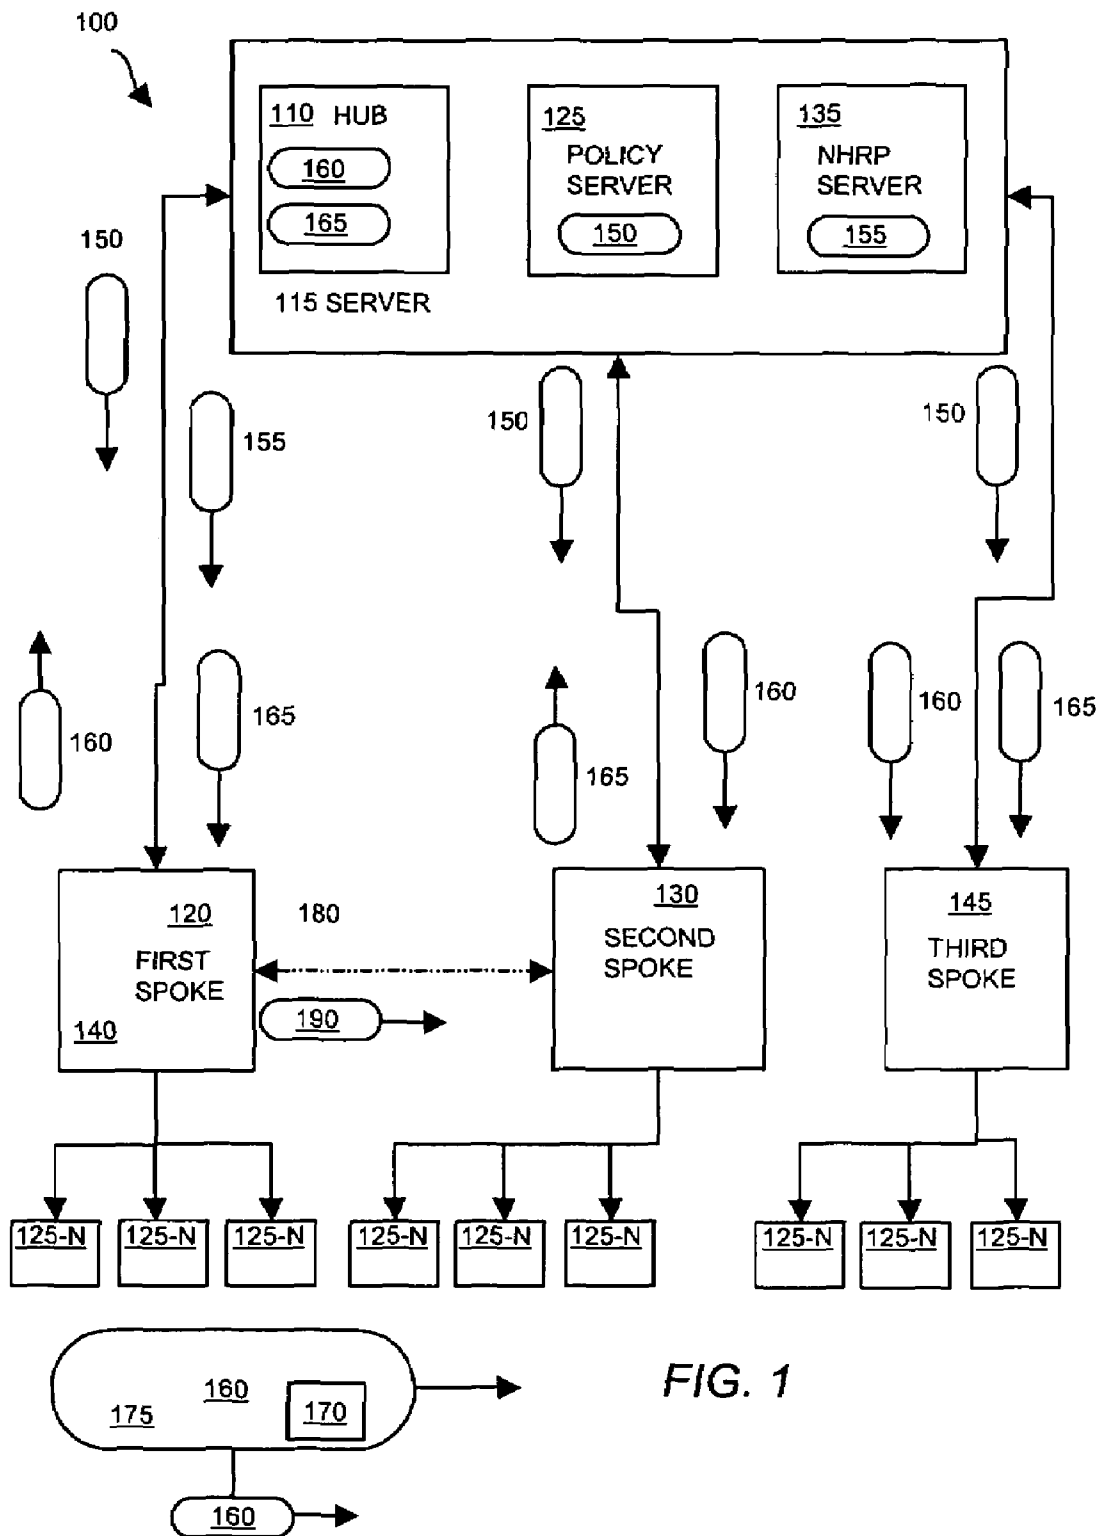 100
110 HUB
160
165
125
POLICY
SERVER
150
135
NHRP
SERVER
155
115 SERVER
150
155
150
150
160
165
165
160
160
165
120
FIRST
SPOKE
140
180
190
130
SECOND
SPOKE
145
THIRD
SPOKE
125-N
125-N
125-N
125-N
125-N
125-N
125-N
125-N
125-N
160
175
170
160
FIG. 1